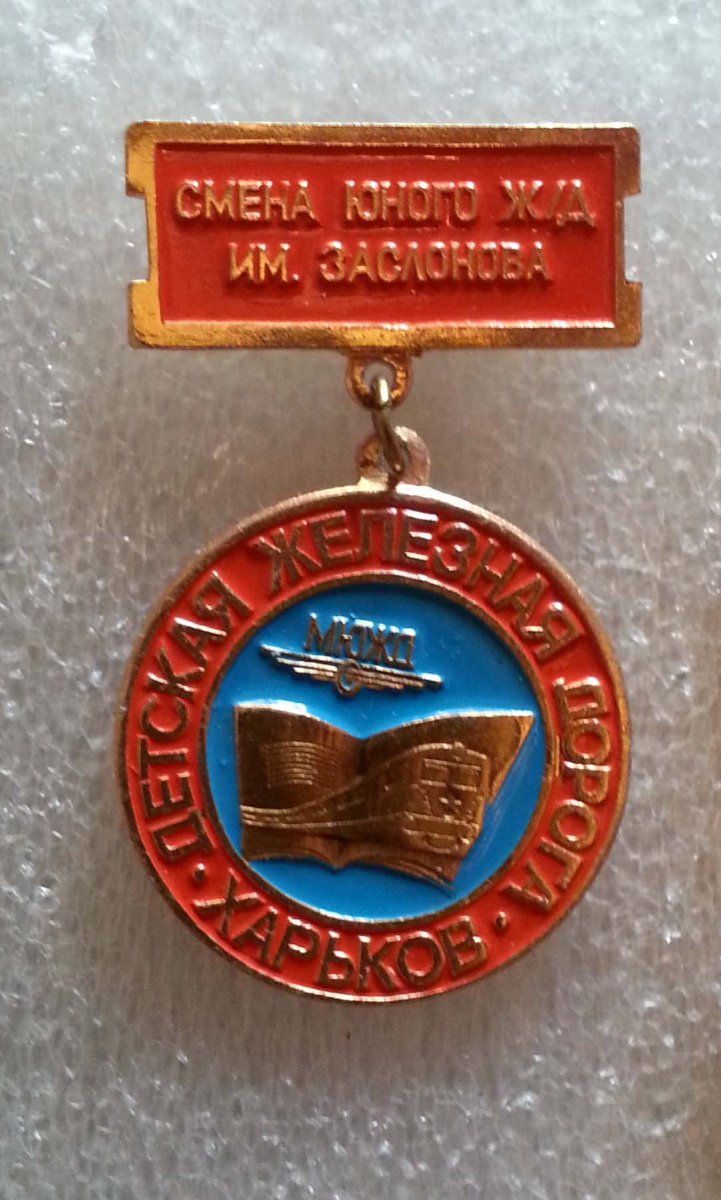 СМЕНА ЮНОГО Ж/Д
ИМ. ЗАСЛОНОВА
ДЕТСКАЯ ЖЕЛЕЗНАЯ ДОРОГА
МЮЖД
· ХАРЬКОВ ·